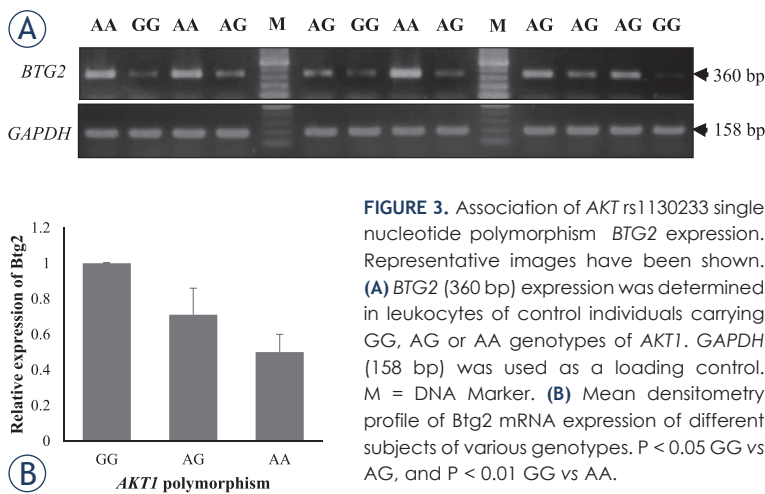 A
AA GG AA AG M AG GG AA AG M AG AG AG GG
BTG2
360 bp
GAPDH
158 bp
1.2
1
0.8
0.6
0.4
0.2
0
Relative expression of Btg2
GG AG AA
AKT1 polymorphism
B
FIGURE 3. Association of AKT rs1130233 single
nucleotide polymorphism BTG2 expression.
Representative images have been shown.
(A) BTG2 (360 bp) expression was determined
in leukocytes of control individuals carrying
GG, AG or AA genotypes of AKT1. GAPDH
(158 bp) was used as a loading control.
M = DNA Marker. (B) Mean densitometry
profile of Btg2 mRNA expression of different
subjects of various genotypes. P < 0.05 GG vs
AG, and P < 0.01 GG vs AA.